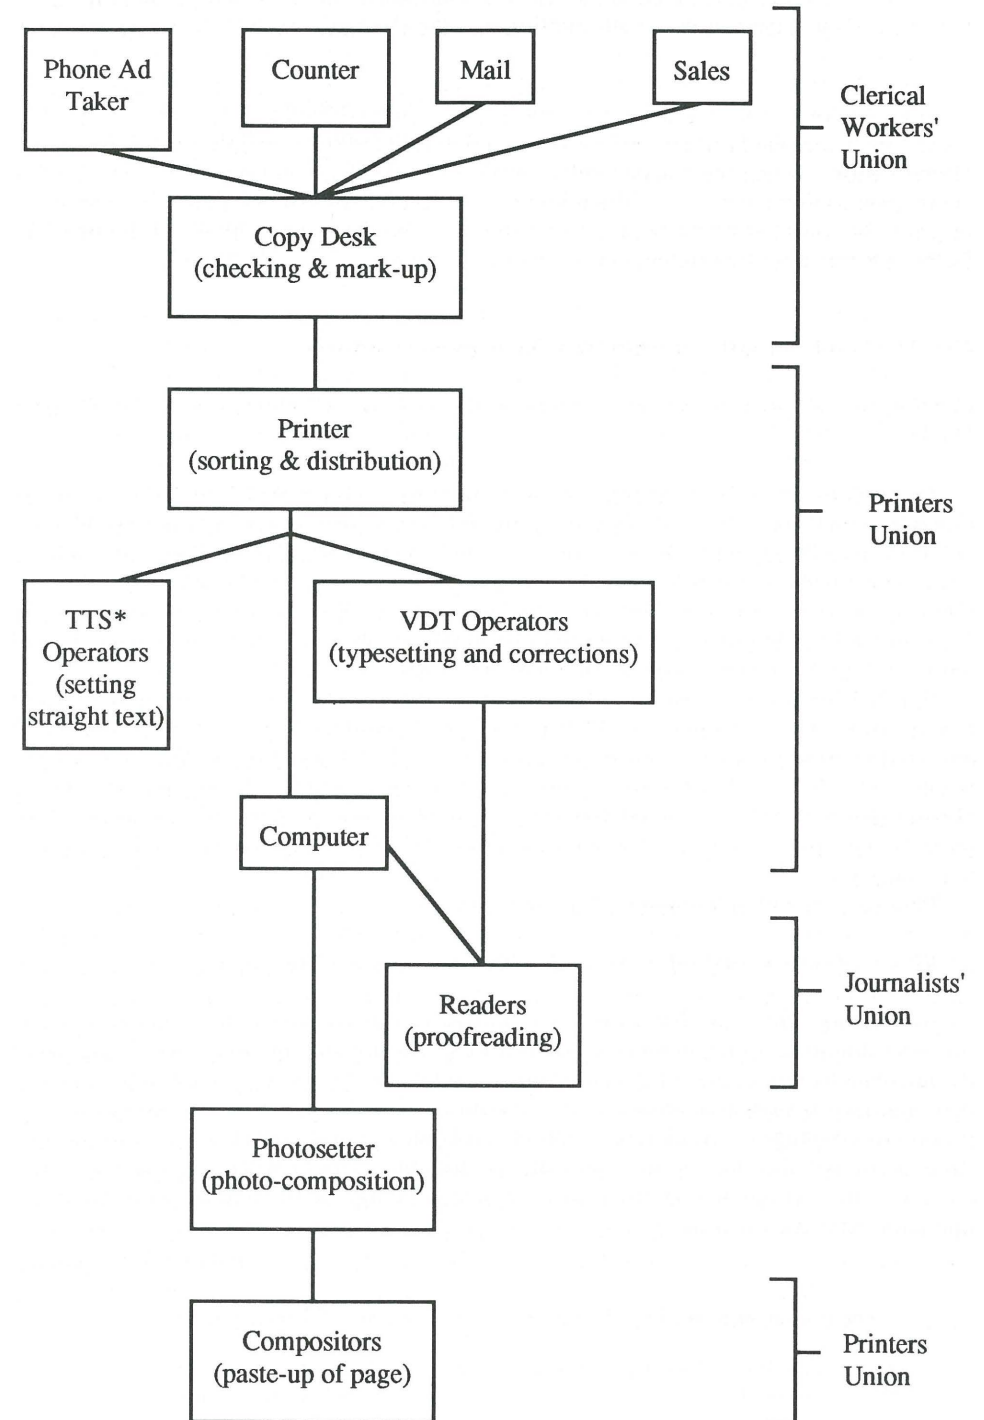 Phone Ad
Taker
Counter
Mail
Sales
Clerical
Workers'
Union
Copy Desk
(checking & mark-up)
Printer
(sorting & distribution)
Printers
Union
TTS*
Operators
(setting
straight text)
VDT Operators
(typesetting and corrections)
Computer
Readers
(proofreading)
Journalists'
Union
Photosetter
(photo-composition)
Compositors
(paste-up of page)
Printers
Union